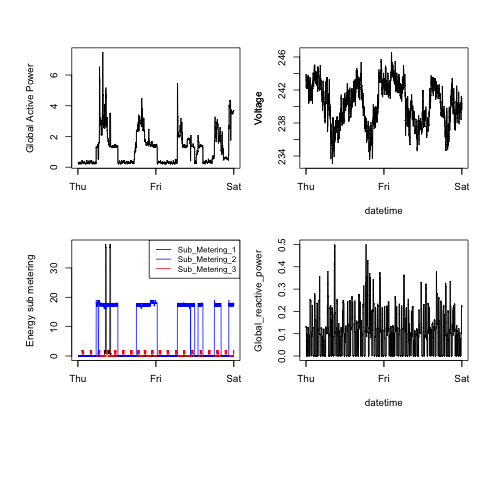 Global Active Power
0
2
4
6
Thu
Fri
Sat
Voltage
234
238
242
246
Thu
Fri
Sat
datetime
Energy sub metering
0
10
20
30
Thu
Fri
Sat
Sub_Metering_1
Sub_Metering_2
Sub_Metering_3
Global_reactive_power
0.0
0.1
0.2
0.3
0.4
0.5
Thu
Fri
Sat
datetime